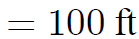 = 100 ft